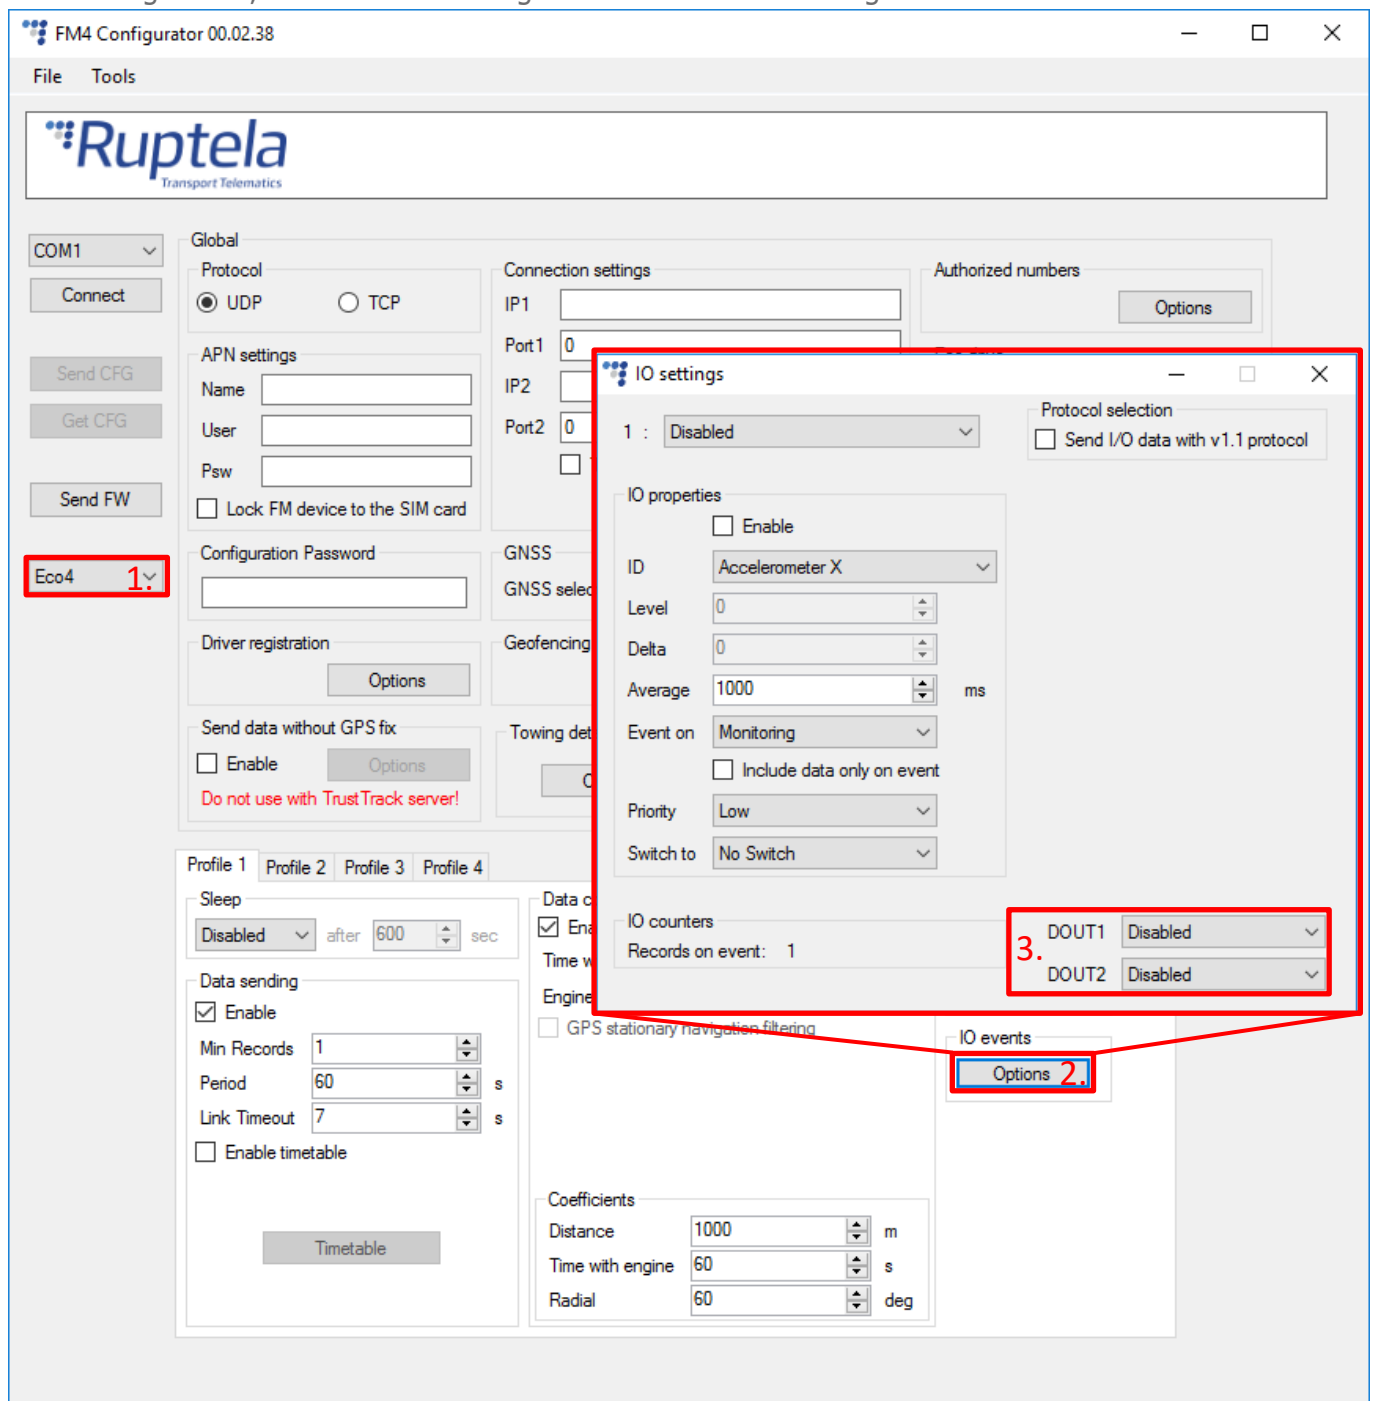 FM4 Configurator 00.02.38
File Tools
Ruptela
Transport Telematics
COM1
Connect
Send CFG
Get CFG
Send FW
Eco4
1.
Global
Protocol
UDP TCP
APN settings
Name
User
Psw
Lock FM device to the SIM card
Configuration Password
Driver registration
Options
Send data without GPS fix
Enable Options
Do not use with TrustTrack server!
Connection settings
IP1
Port1 0
IP2
Port2 0
GNSS
GNSS selec
Geofencing
Towing det
Authorized numbers
Options
IO settings
1 : Disabled
Protocol selection
Send I/O data with v1.1 protocol
IO properties
Enable
ID Accelerometer X
Level 0
Delta 0
Average 1000 ms
Event on Monitoring
Include data only on event
Priority Low
Switch to No Switch
IO counters
Records on event: 1
3.
DOUT1 Disabled
DOUT2 Disabled
Profile 1 Profile 2 Profile 3 Profile 4
Sleep
Disabled after 600 sec
Data sending
Enable
Min Records 1
Period 60 s
Link Timeout 7 s
Enable timetable
Timetable
Data c
Ena
Time w
Engine
GPS stationary navigation filtering
Coefficients
Distance 1000 m
Time with engine 60 s
Radial 60 deg
IO events
Options 2.